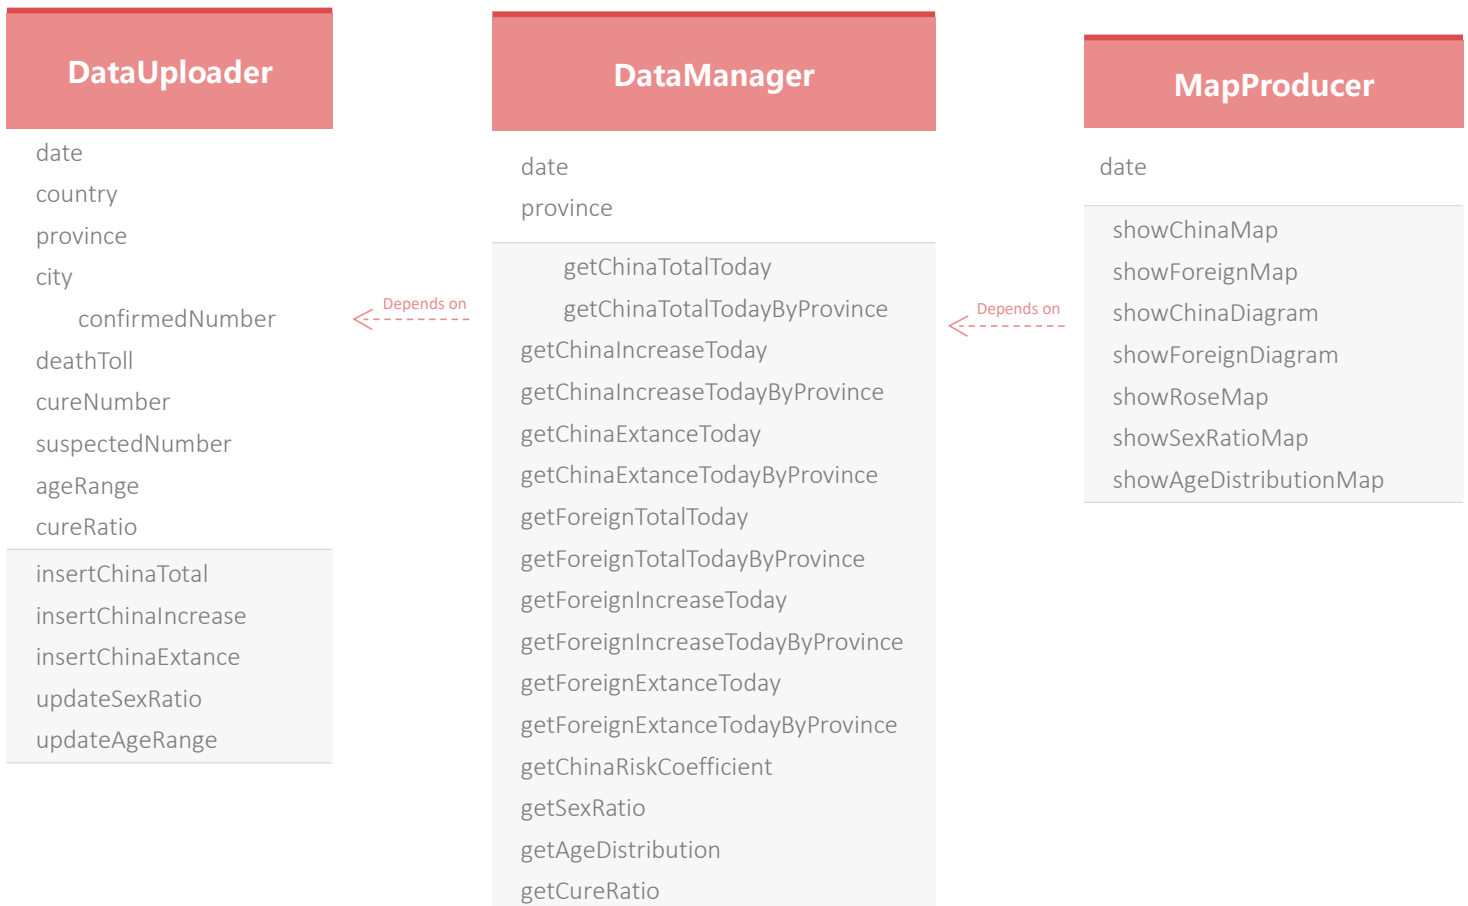 DataUploader
date
country
province
city
confirmedNumber
deathToll
cureNumber
suspectedNumber
ageRange
cureRatio
insertChinaTotal
insertChinaIncrease
insertChinaExtance
updateSexRatio
updateAgeRange
Depends on
DataManager
date
province
getChinaTotalToday
getChinaTotalTodayByProvince
getChinaIncreaseToday
getChinaIncreaseTodayByProvince
getChinaExtanceToday
getChinaExtanceTodayByProvince
getForeignTotalToday
getForeignTotalTodayByProvince
getForeignIncreaseToday
getForeignIncreaseTodayByProvince
getForeignExtanceToday
getForeignExtanceTodayByProvince
getChinaRiskCoefficient
getSexRatio
getAgeDistribution
getCureRatio
Depends on
MapProducer
date
showChinaMap
showForeignMap
showChinaDiagram
showForeignDiagram
showRoseMap
showSexRatioMap
showAgeDistributionMap